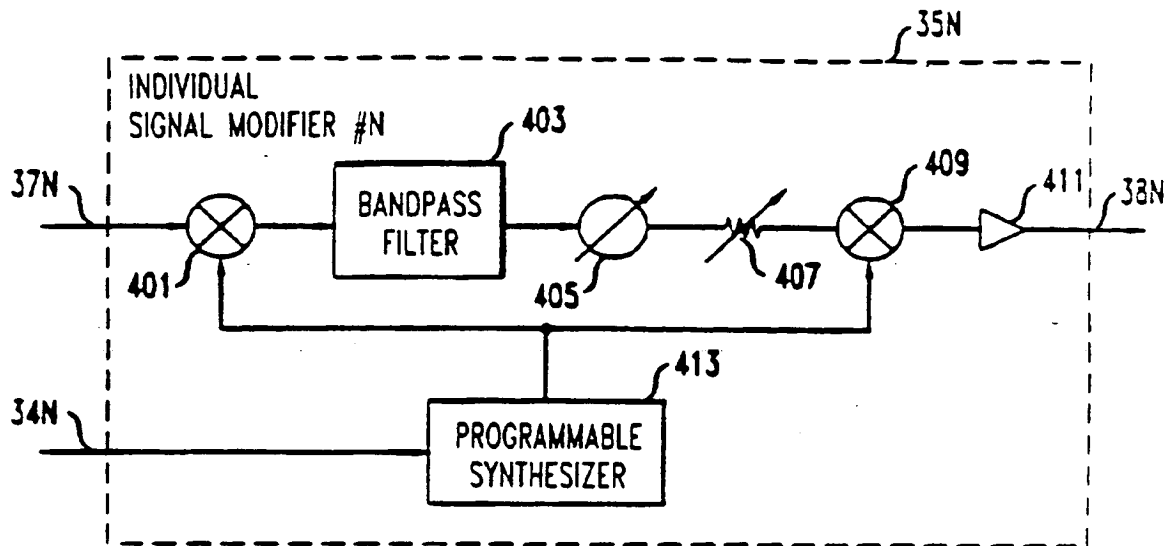 35N
INDIVIDUAL
SIGNAL MODIFIER #N
403
37N
BANDPASS
FILTER
409
411
38N
401
405
407
413
34N
PROGRAMMABLE
SYNTHESIZER